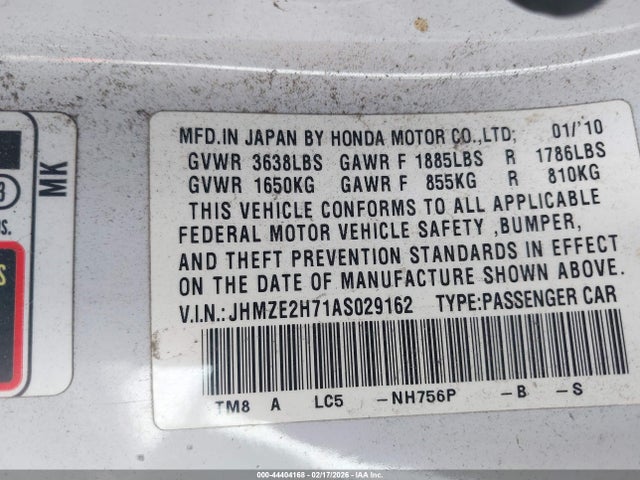 MFD.IN JAPAN BY HONDA MOTOR CO.,LTD; 01/'10
GVWR 3638LBS GAWR F 1885LBS R 1786LBS
GVWR 1650KG GAWR F 855KG R 810KG
THIS VEHICLE CONFORMS TO ALL APPLICABLE
FEDERAL MOTOR VEHICLE SAFETY ,BUMPER,
AND THEFT PREVENTION STANDARDS IN EFFECT
ON THE DATE OF MANUFACTURE SHOWN ABOVE.
V.I.N.:JHMZE2H71AS029162 TYPE:PASSENGER CAR
TM8 A LC5 -NH756P -B -S
MK
000-44404168 | 02/17/2026 - COPYRIGHT IAA, LLC